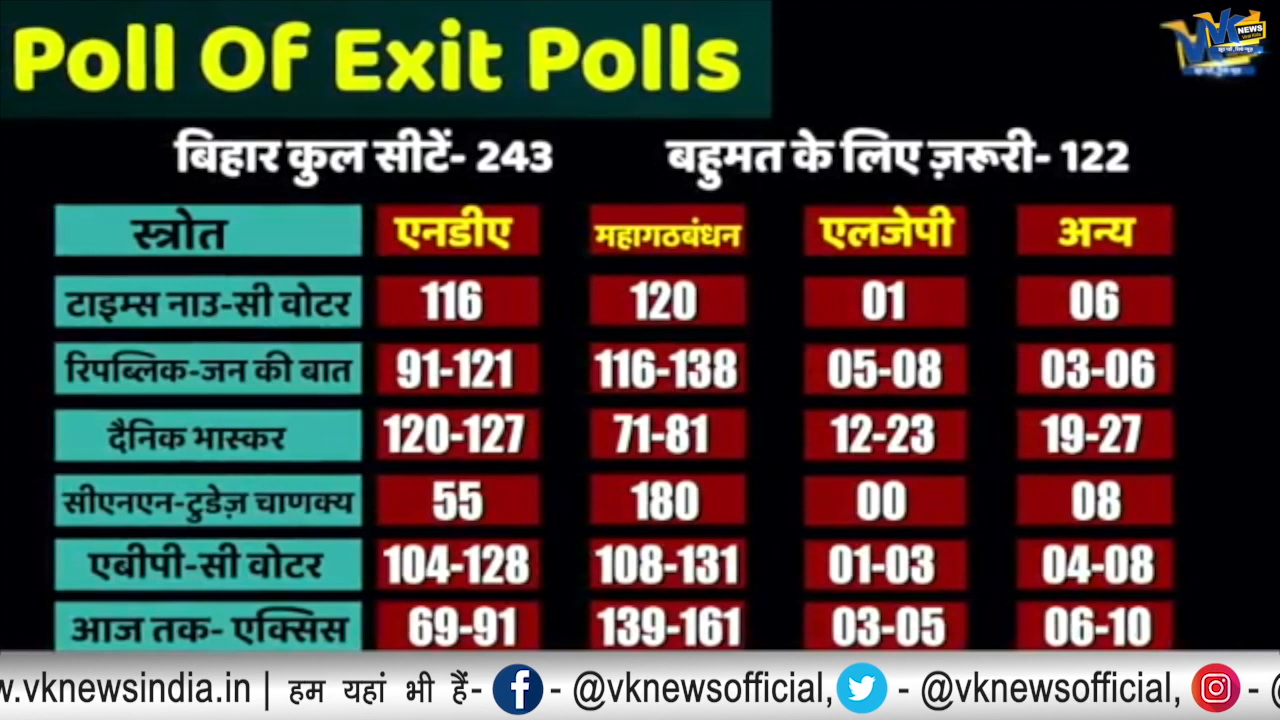 Poll Of Exit Polls
NEWS
बिहार कुल सीटें- 243 बहुमत के लिए ज़रूरी- 122
स्त्रोत एनडीए महागठबंधन एलजेपी अन्य
टाइम्स नाउ-सी वोटर 116 120 01 06
रिपब्लिक-जन की बात 91-121 116-138 05-08 03-06
दैनिक भास्कर 120-127 71-81 12-23 19-27
सीएनएन-टुडेज़ चाणक्य 55 180 00 08
एबीपी-सी वोटर 104-128 108-131 01-03 04-08
आज तक- एक्सिस 69-91 139-161 03-05 06-10
w.vknewsindia.in | हम यहां भी हैं- - @vknewsofficial, - @vknewsofficial, - @